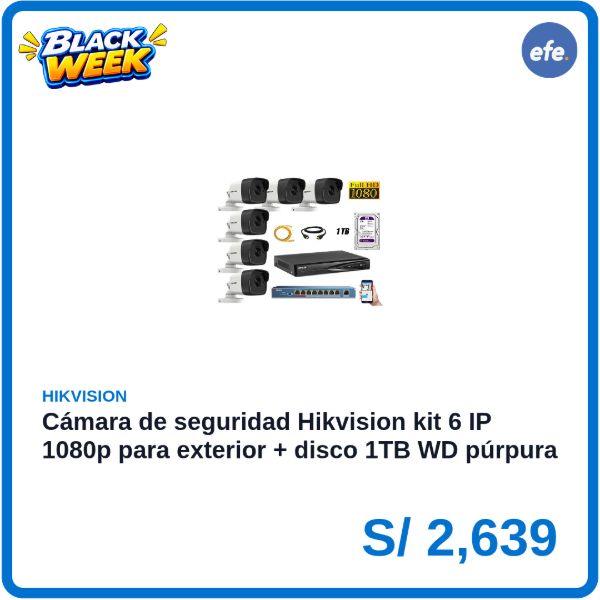 BLACK
WEEK
efe.
Full HD
1080
1TB
HIKVISION
Cámara de seguridad Hikvision kit 6 IP
1080p para exterior + disco 1TB WD púrpura
S/ 2,639